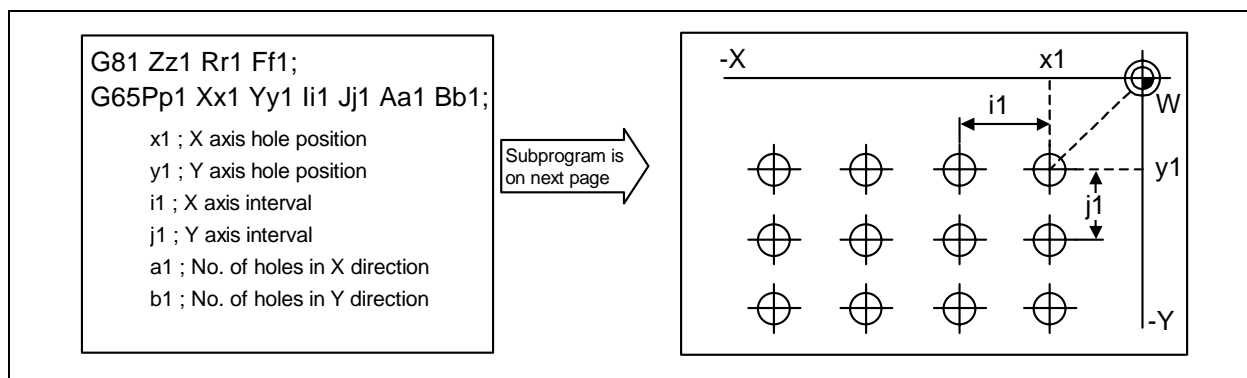 G81 Zz1 Rr1 Ff1;
G65Pp1 Xx1 Yy1 Ii1 Jj1 Aa1 Bb1;
x1 ; X axis hole position
y1 ; Y axis hole position
i1 ; X axis interval
j1 ; Y axis interval
a1 ; No. of holes in X direction
b1 ; No. of holes in Y direction
Subprogram is
on next page
-X
x1
W
i1
y1
j1
-Y